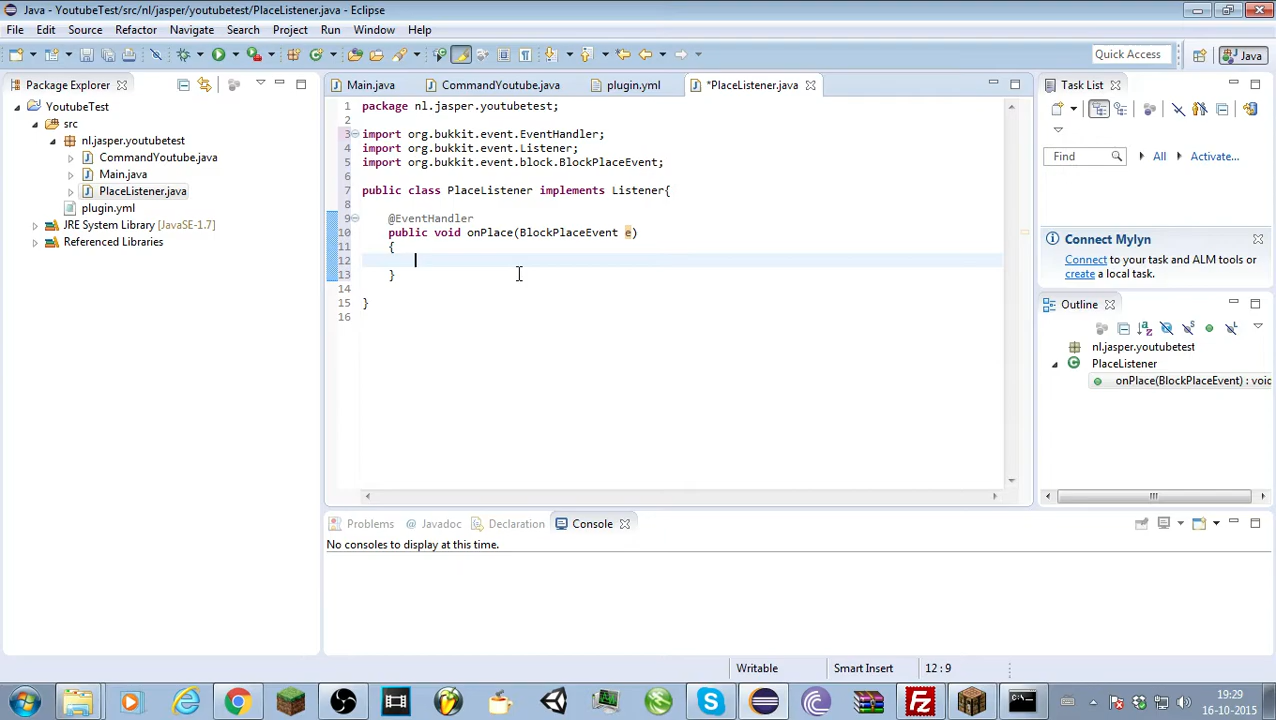 Java - YoutubeTest/src/nl/jasper/youtubetest/PlaceListener.java - Eclipse
File Edit Source Refactor Navigate Search Project Run Window Help
Quick Access
Java
Package Explorer
YoutubeTest
src
nl.jasper.youtubetest
CommandYoutube.java
Main.java
PlaceListener.java
plugin.yml
JRE System Library [JavaSE-1.7]
Referenced Libraries
Main.java
CommandYoutube.java
plugin.yml
*PlaceListener.java
1 package nl.jasper.youtubetest;
2
3 import org.bukkit.event.EventHandler;
4 import org.bukkit.event.Listener;
5 import org.bukkit.event.block.BlockPlaceEvent;
6
7 public class PlaceListener implements Listener{
8
9 @EventHandler
10 public void onPlace(BlockPlaceEvent e)
11 {
12
13 }
14
15 }
16
Task List
Find
All
Activate...
Connect Mylyn
Connect to your task and ALM tools or
create a local task.
Outline
nl.jasper.youtubetest
PlaceListener
onPlace(BlockPlaceEvent) : void
Problems
Javadoc
Declaration
Console
No consoles to display at this time.
Writable
Smart Insert
12 : 9
19:29
16-10-2015